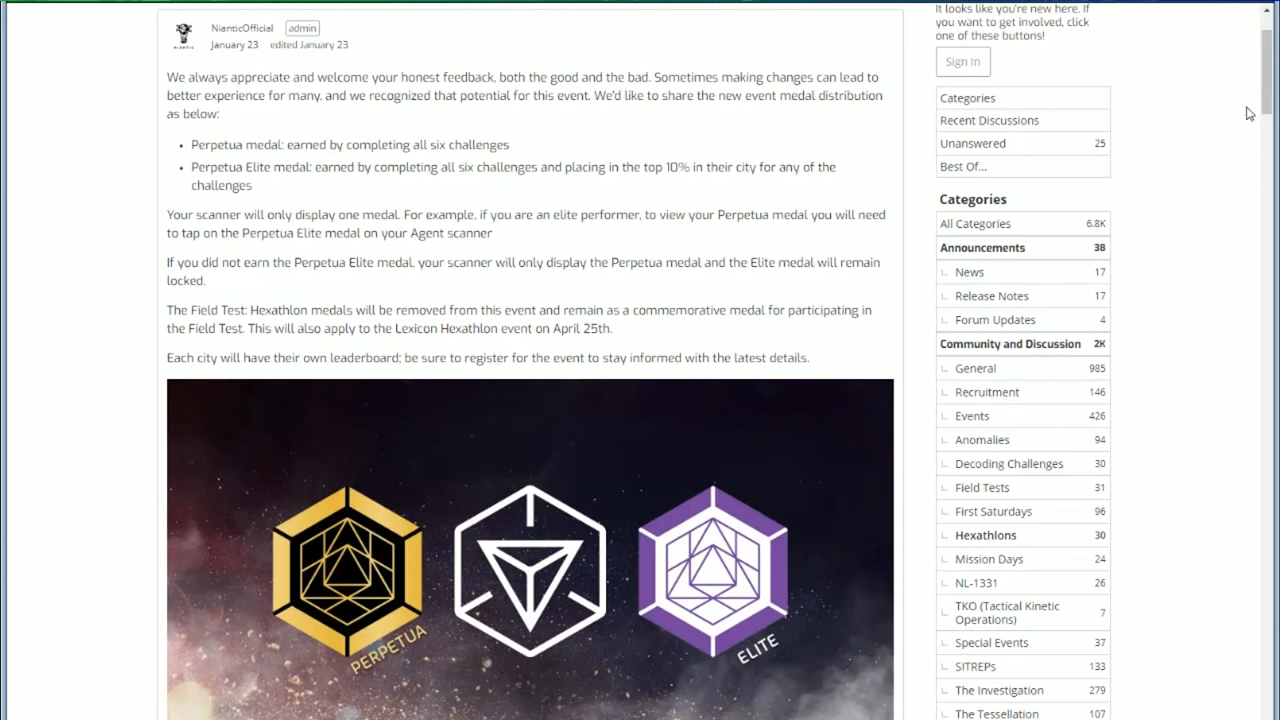 It looks like you're new here. If
you want to get involved, click
one of these buttons!
Sign In
NianticOfficial admin
January 23 edited January 23
We always appreciate and welcome your honest feedback, both the good and the bad. Sometimes making changes can lead to
better experience for many, and we recognized that potential for this event. We'd like to share the new event medal distribution
as below:
• Perpetua medal: earned by completing all six challenges
• Perpetua Elite medal: earned by completing all six challenges and placing in the top 10% in their city for any of the
challenges
Your scanner will only display one medal. For example, if you are an elite performer, to view your Perpetua medal you will need
to tap on the Perpetua Elite medal on your Agent scanner
If you did not earn the Perpetua Elite medal, your scanner will only display the Perpetua medal and the Elite medal will remain
locked.
The Field Test: Hexathlon medals will be removed from this event and remain as a commemorative medal for participating in
the Field Test. This will also apply to the Lexicon Hexathlon event on April 25th.
Each city will have their own leaderboard; be sure to register for the event to stay informed with the latest details.
PERPETUA
ELITE
Categories
Recent Discussions
Unanswered 25
Best Of...
Categories
All Categories 6.8K
Announcements 38
News 17
Release Notes 17
Forum Updates 4
Community and Discussion 2K
General 985
Recruitment 146
Events 426
Anomalies 94
Decoding Challenges 30
Field Tests 31
First Saturdays 96
Hexathlons 30
Mission Days 24
NL-1331 26
TKO (Tactical Kinetic
Operations) 7
Special Events 37
SITREPs 133
The Investigation 279
The Tessellation 107